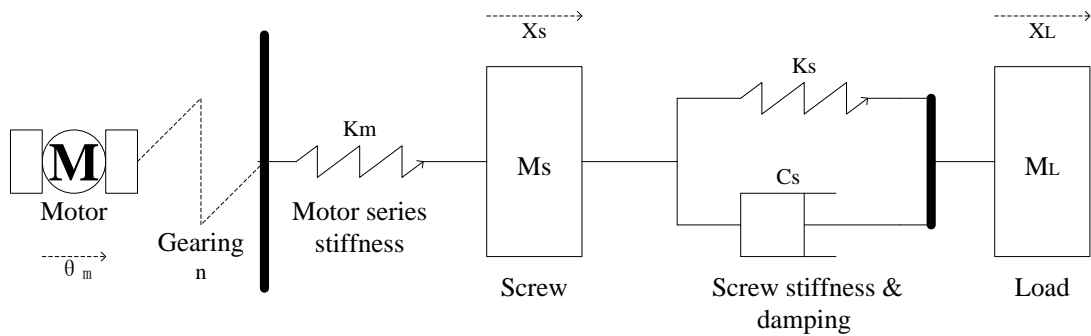 Xs
XL
Ks
Km
M
Ms
ML
Cs
Motor
Motor series
stiffness
Gearing
n
θ m
Screw
Screw stiffness &
damping
Load